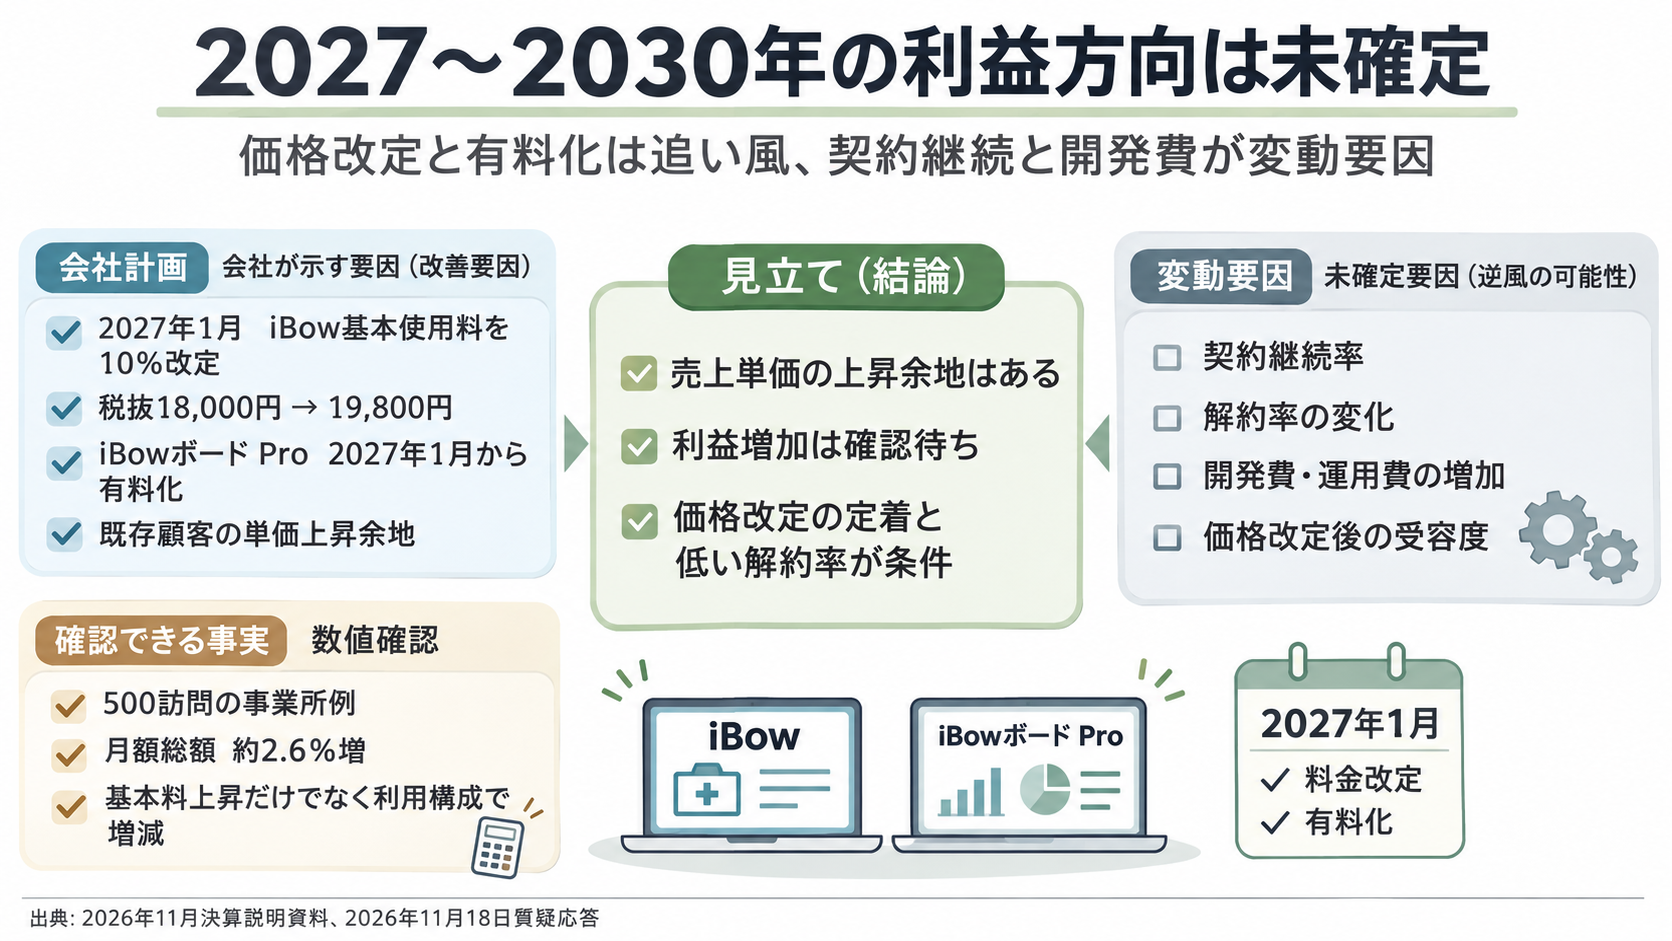 2027〜2030年の利益方向は未確定
価格改定と有料化は追い風、契約継続と開発費が変動要因
会社計画 会社が示す要因（改善要因）
2027年1月 iBow基本使用料を
10%改定
税抜18,000円 → 19,800円
iBowボード Pro 2027年1月から
有料化
既存顧客の単価上昇余地
確認できる事実 数値確認
500訪問の事業所例
月額総額 約2.6%増
基本料上昇だけでなく利用構成で
増減
見立て（結論）
売上単価の上昇余地はある
利益増加は確認待ち
価格改定の定着と
低い解約率が条件
変動要因 未確定要因（逆風の可能性）
契約継続率
解約率の変化
開発費・運用費の増加
価格改定後の受容度
iBow
iBowボード Pro
2027年1月
料金改定
有料化
出典: 2026年11月決算説明資料、2026年11月18日質疑応答